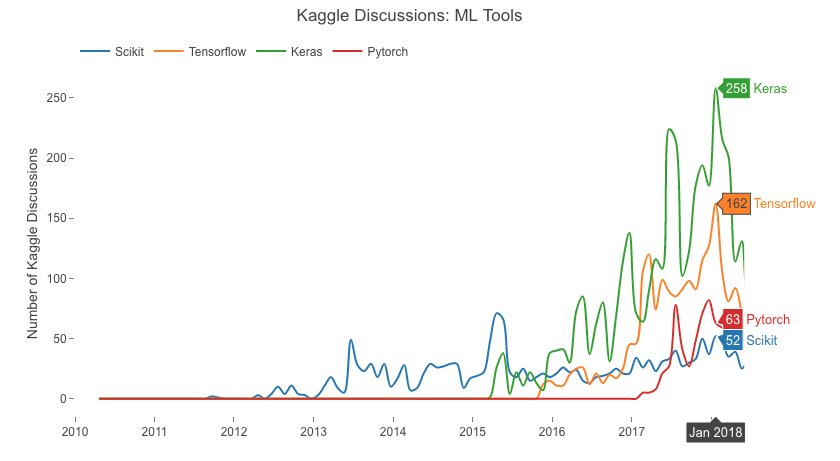 Kaggle Discussions: ML Tools
Scikit Tensorflow Keras Pytorch
Number of Kaggle Discussions
250
200
150
100
50
0
258 Keras
162 Tensorflow
63 Pytorch
52 Scikit
2010 2011 2012 2013 2014 2015 2016 2017 Jan 2018